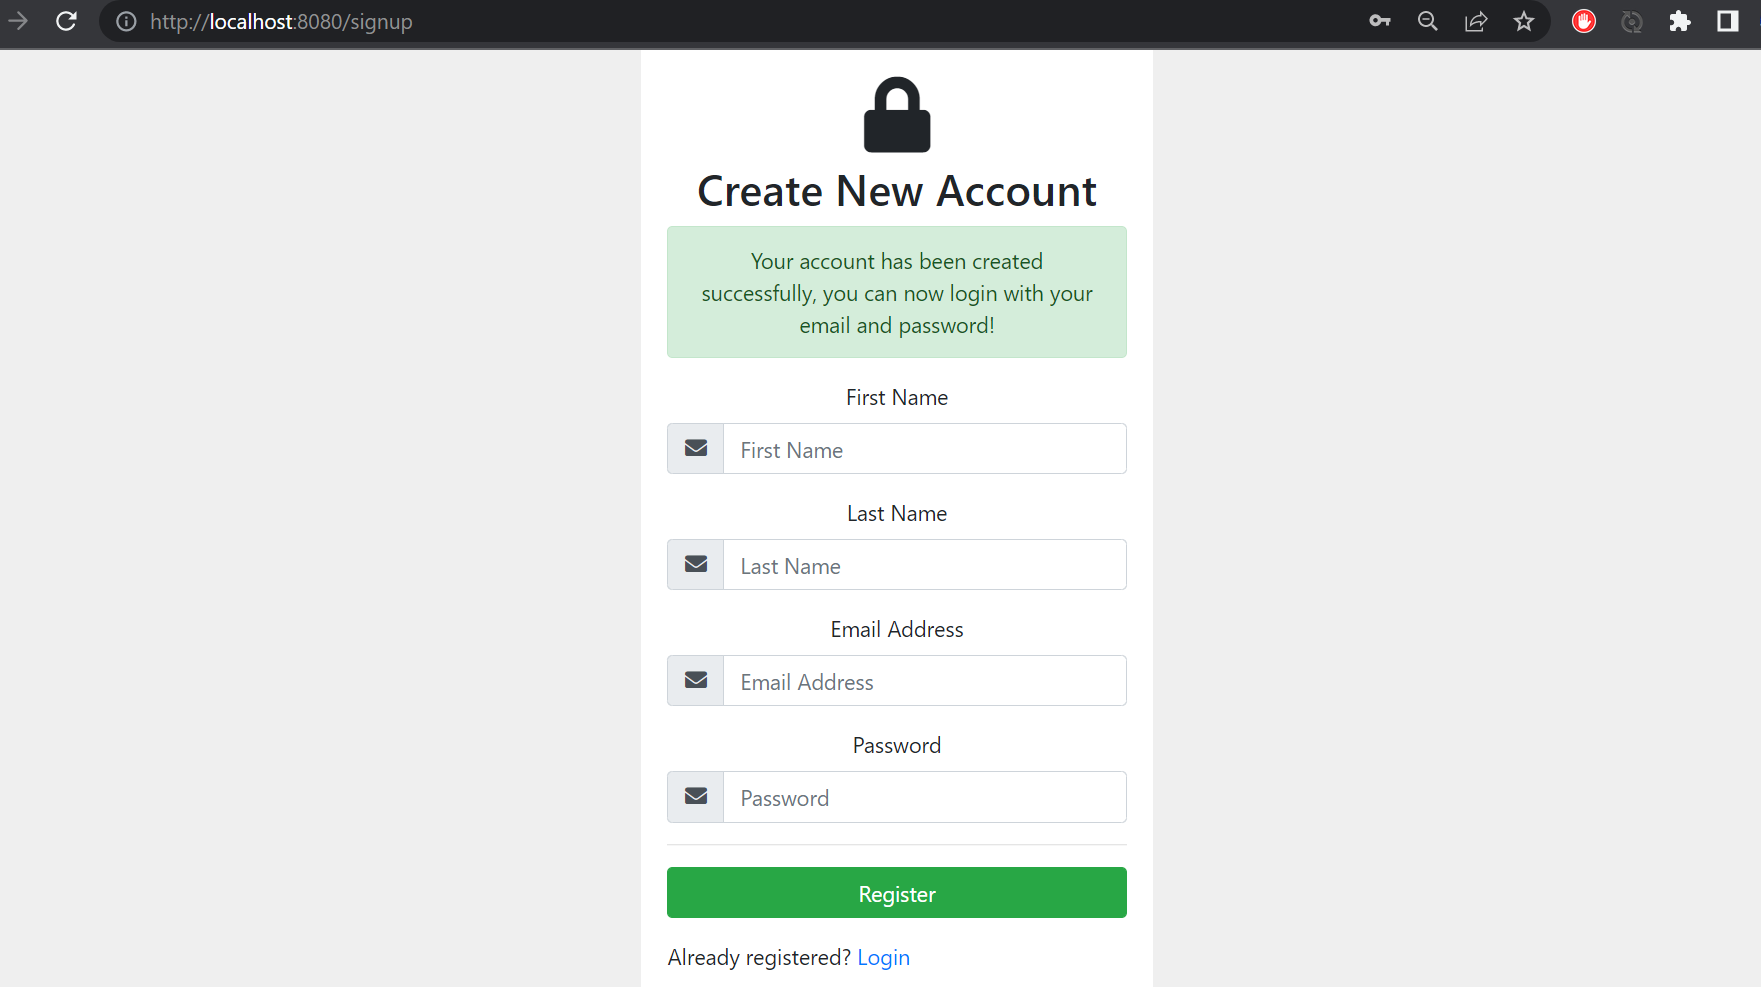 http://localhost:8080/signup
Create New Account
Your account has been created
successfully, you can now login with your
email and password!
First Name
First Name
Last Name
Last Name
Email Address
Email Address
Password
Password
Register
Already registered? Login